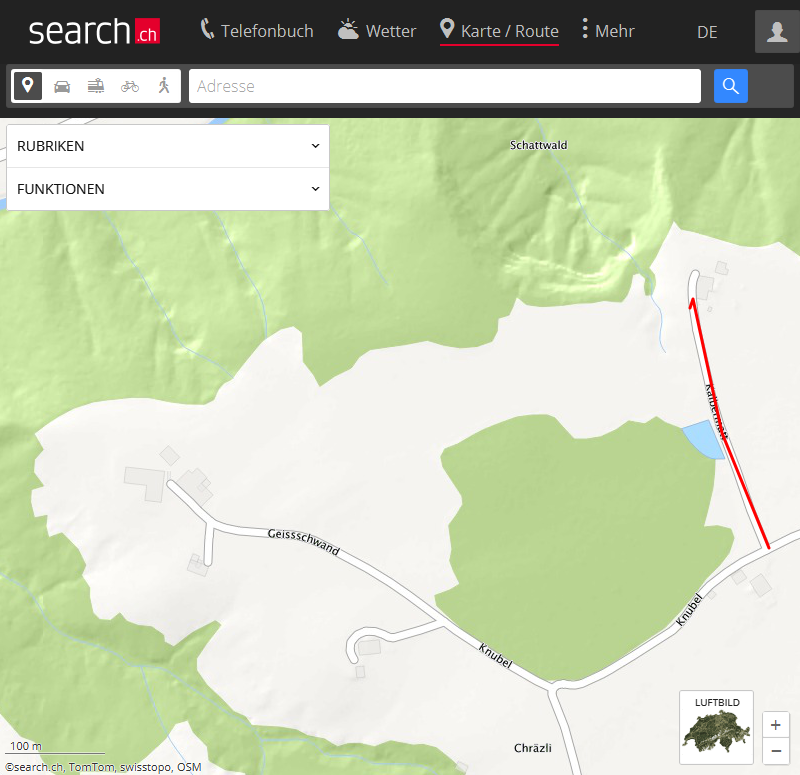 search.ch
Telefonbuch
Wetter
Karte / Route
Mehr
DE
Adresse
RUBRIKEN
FUNKTIONEN
Schattwald
Kalbermatt
Geissschwand
Knubel
Knubel
Chräzli
LUFTBILD
+
−
100 m
©search.ch, TomTom, swisstopo, OSM